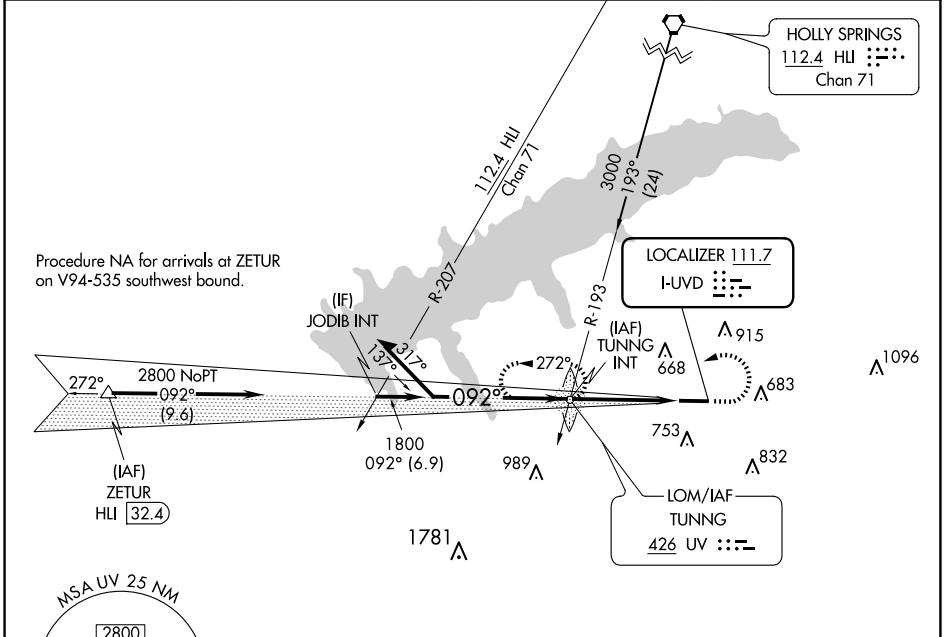 HOLLY SPRINGS
112.4 HLI
Chan 71
112.4 HLI
Chan 71
R-207
3000
193°
(24)
R-193
LOCALIZER 111.7
I-UVD
Procedure NA for arrivals at ZETUR
on V94-535 southwest bound.
(IF)
JODIB INT
(IAF)
TUNNG
INT
915
668
1096
683
753
832
989
1781
272°
2800 NoPT
092°
(9.6)
137°
317°
092°
272°
1800
092° (6.9)
(IAF)
ZETUR
HLI 32.4
LOM/IAF
TUNNG
426 UV
MSA UV 25 NM
2800